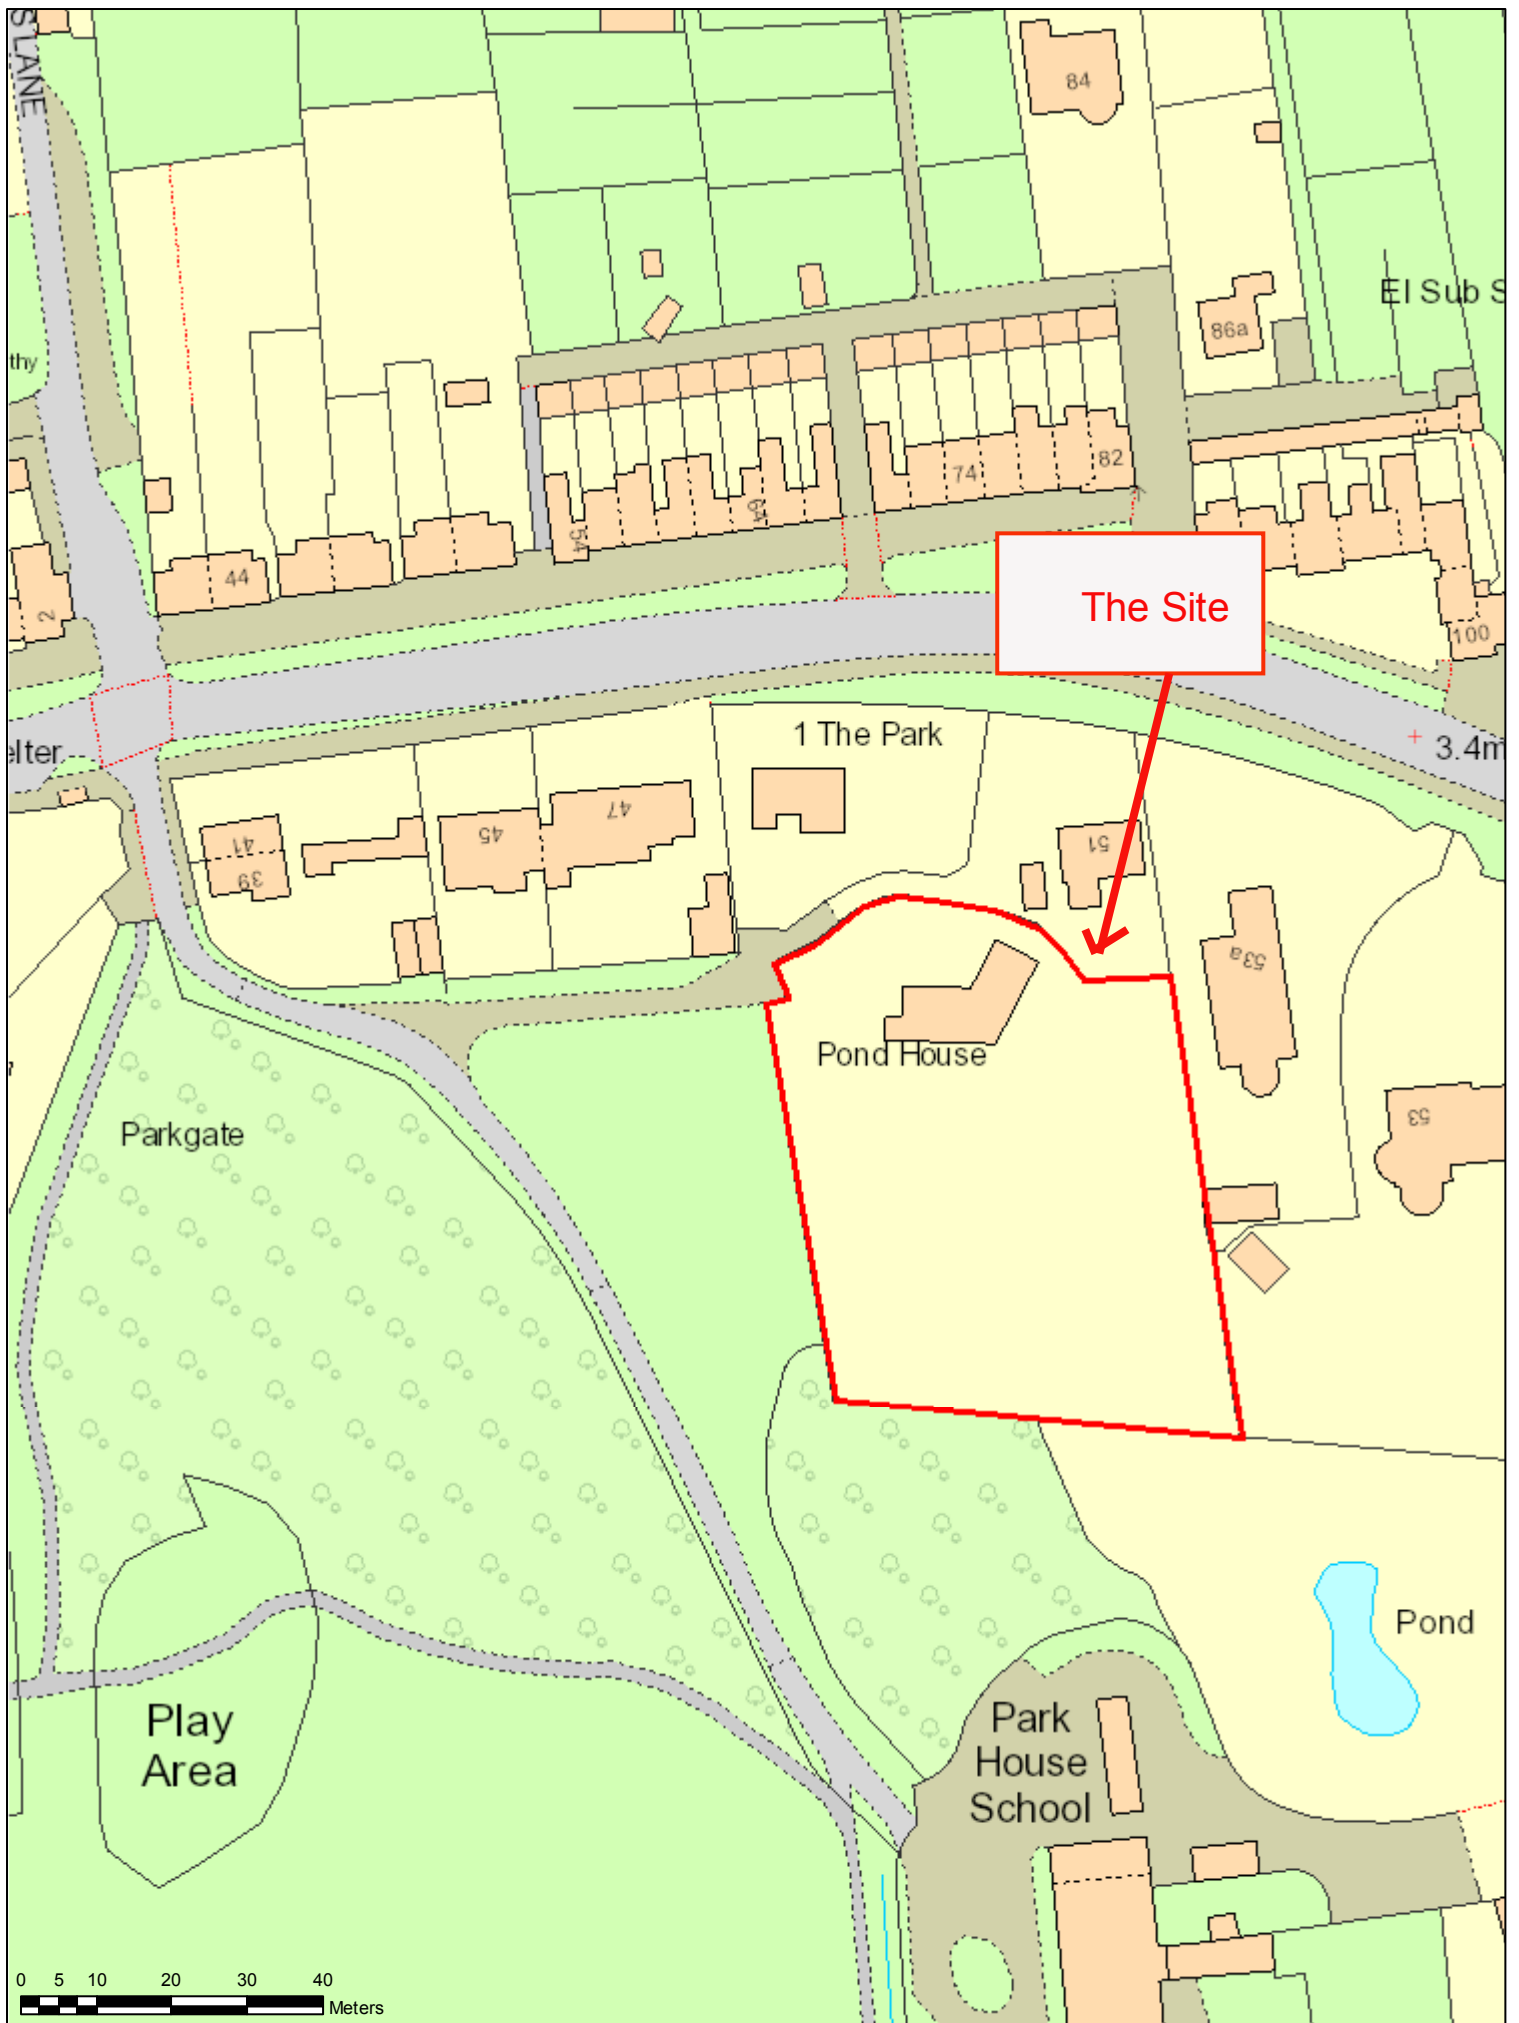 S LANE
84
El Sub S
86a
thy
82
74
64
54
44
2
The Site
100
elter
1 The Park
3.4m
47
45
41
51
39
53a
Pond House
53
Parkgate
Pond
Play
Area
Park
House
School
0 5 10 20 30 40
Meters